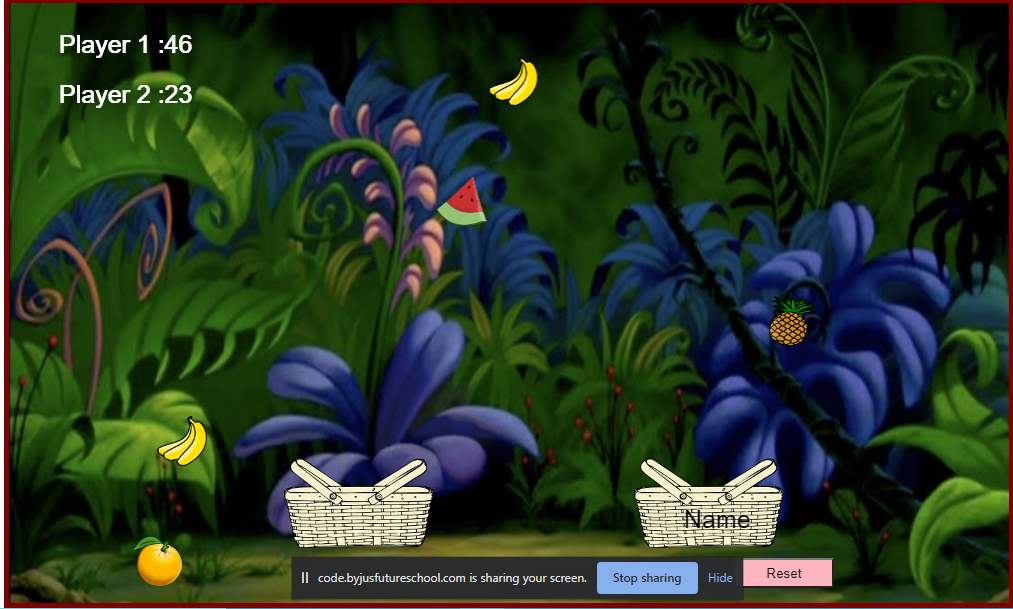 Player 1 :46
Player 2 :23
Name
code.byjusfutureschool.com is sharing your screen. Stop sharing Hide Reset